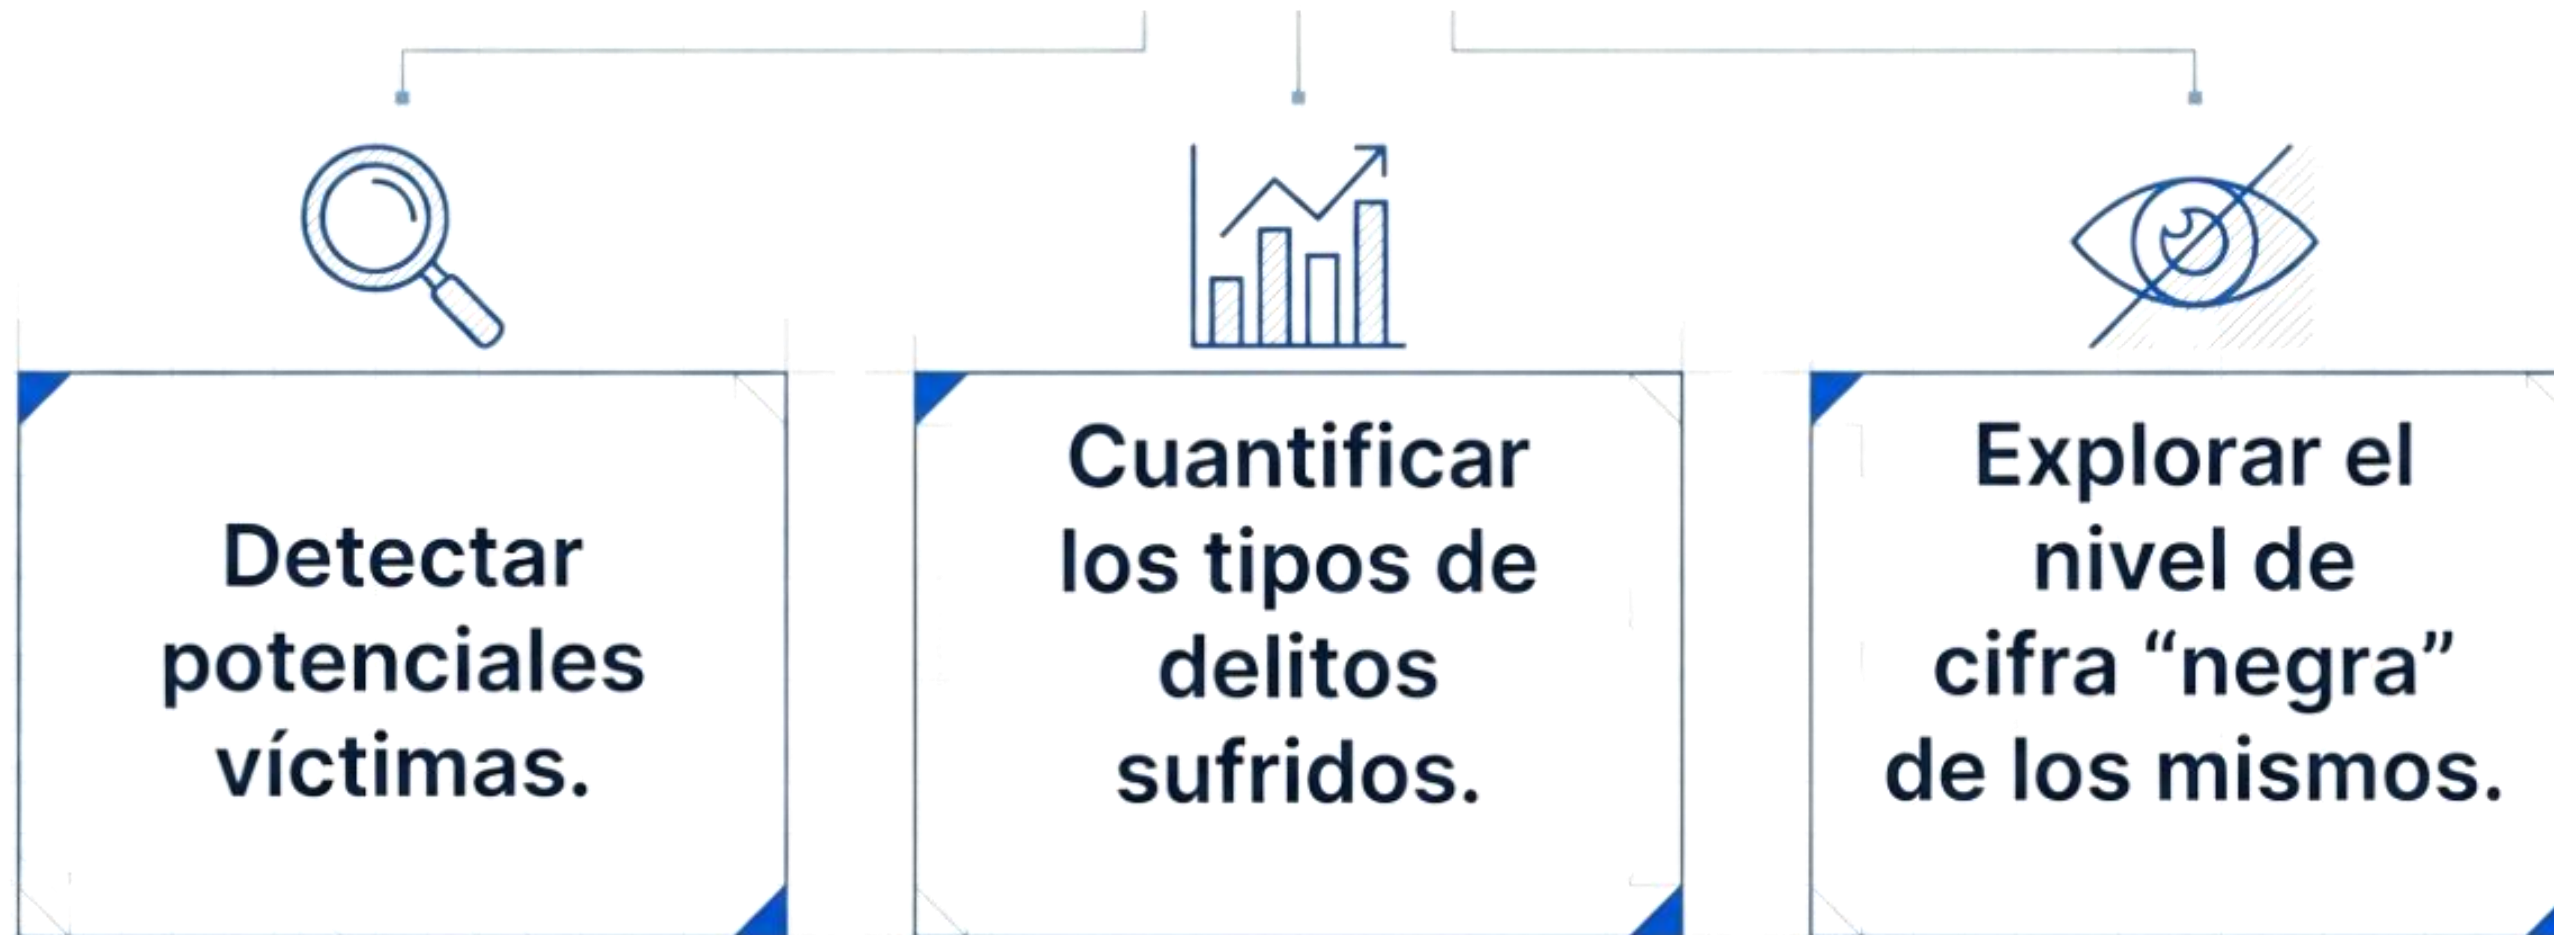 Detectar
potenciales
víctimas.
Cuantificar
los tipos de
delitos
sufridos.
Explorar el
nivel de
cifra “negra”
de los mismos.